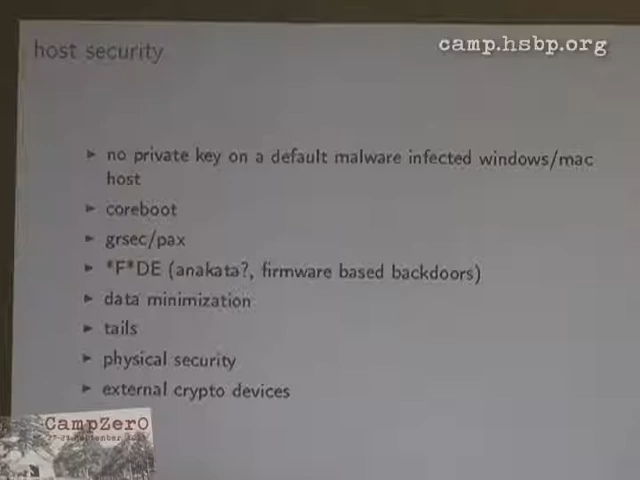 host security
camp.hsbp.org
► no private key on a default malware infected windows/mac
host
► coreboot
► grsec/pax
► *F*DE (anakata?, firmware based backdoors)
► data minimization
► tails
► physical security
► external crypto devices
CampZer0